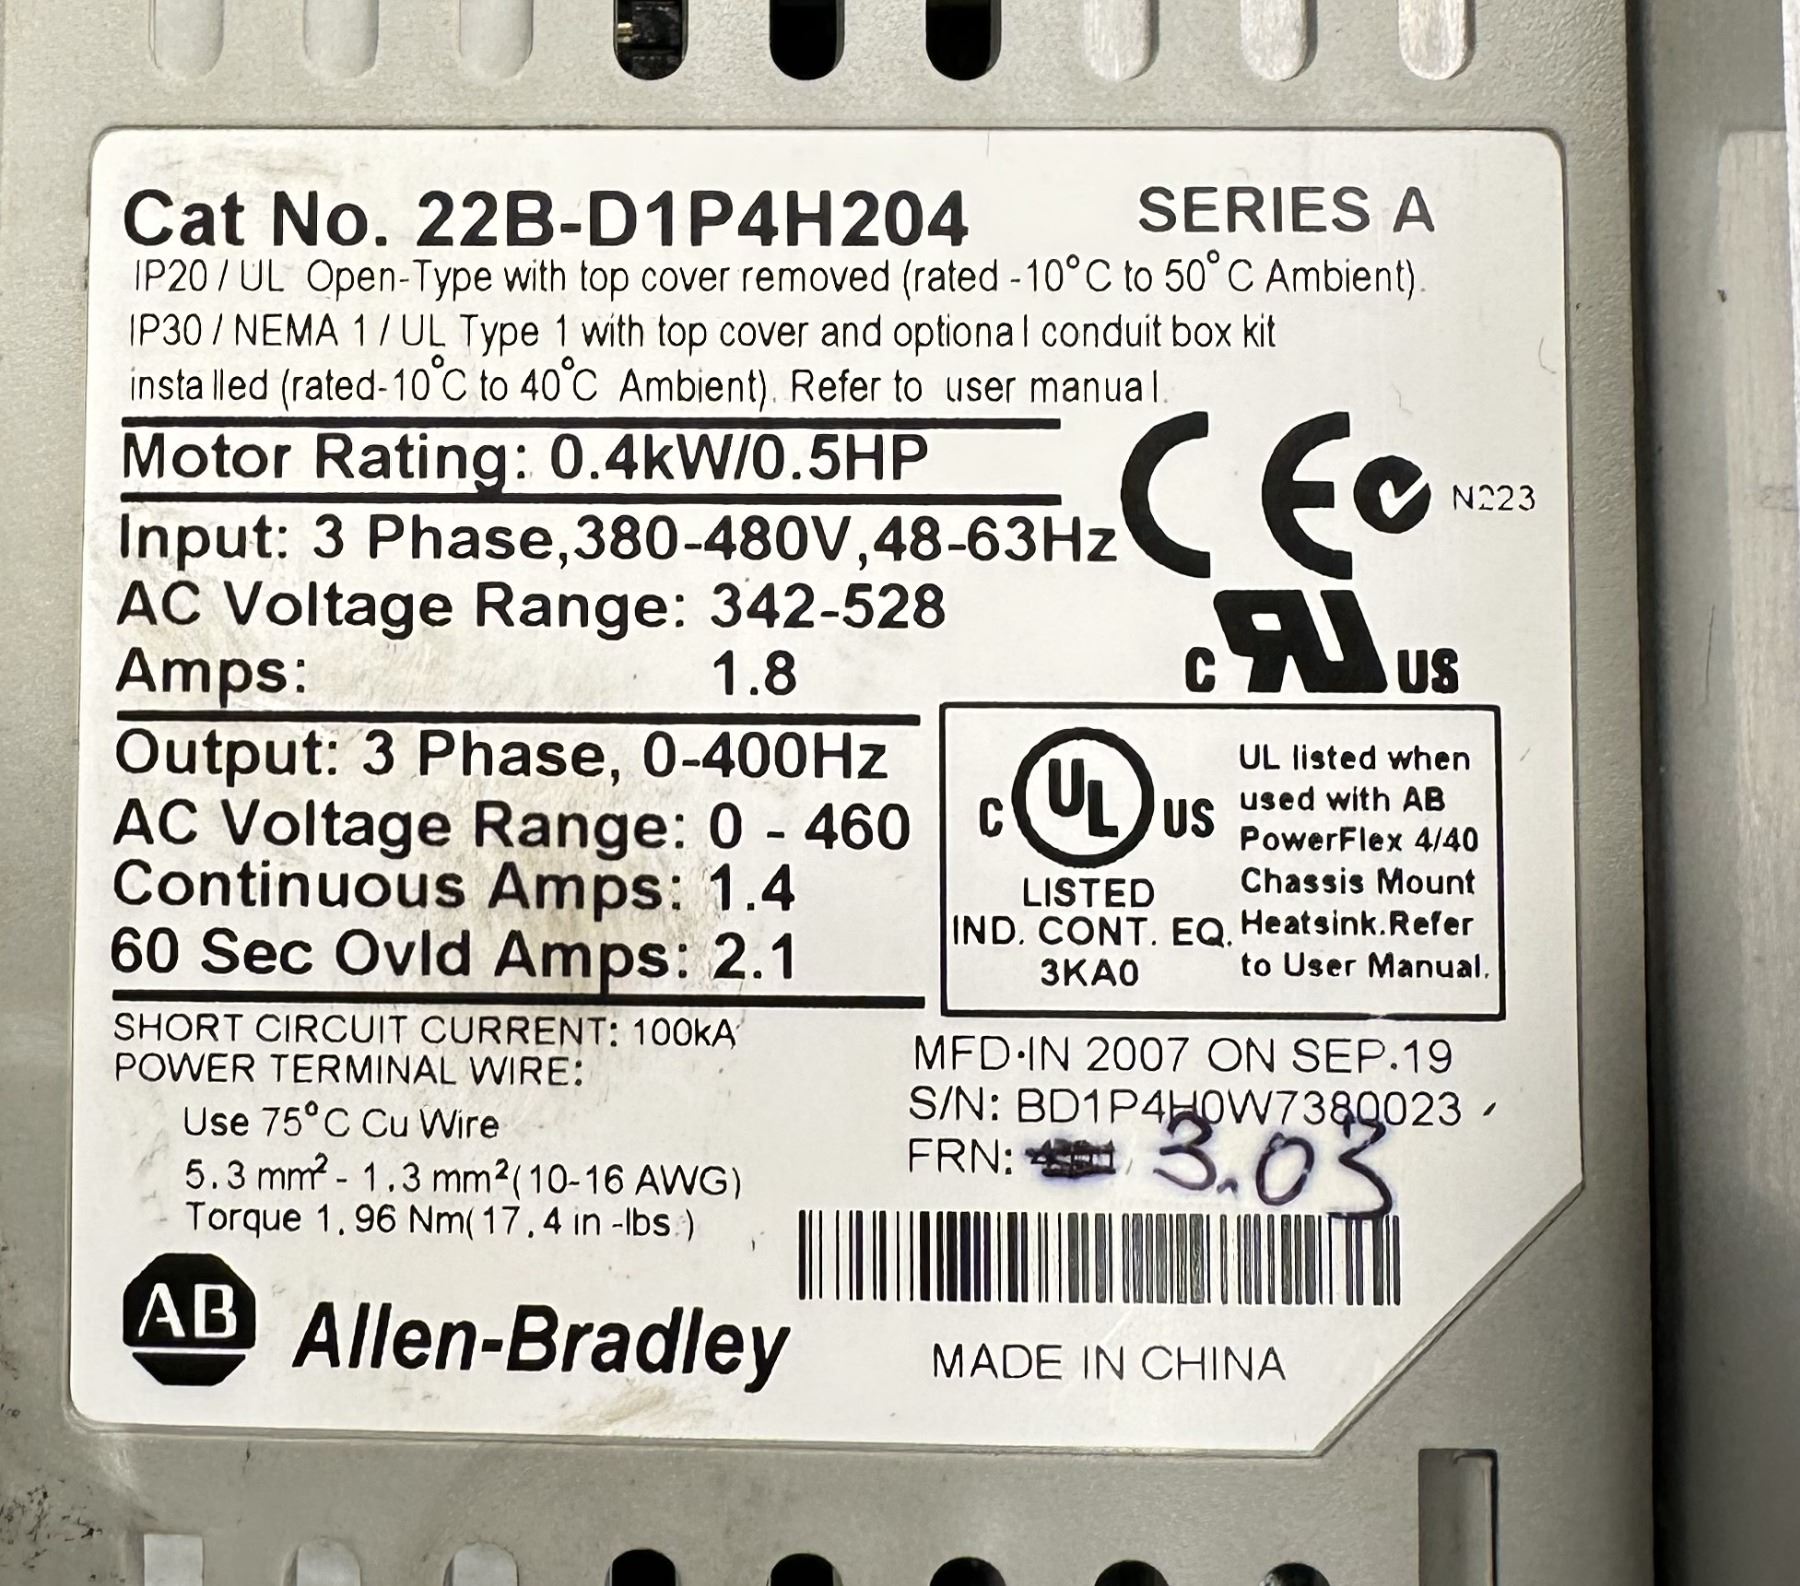 Cat No. 22B-D1P4H204 SERIES A
IP20 / UL Open-Type with top cover removed (rated -10°C to 50°C Ambient).
IP30 / NEMA 1 / UL Type 1 with top cover and optional conduit box kit
installed (rated-10°C to 40°C Ambient). Refer to user manual.
Motor Rating: 0.4kW/0.5HP
CE N223
Input: 3 Phase,380-480V,48-63Hz
AC Voltage Range: 342-528
Amps: 1.8
C RU US
Output: 3 Phase, 0-400Hz
AC Voltage Range: 0 - 460
Continuous Amps: 1.4
60 Sec Ovld Amps: 2.1
C UL US
LISTED
IND. CONT. EQ.
3KA0
UL listed when
used with AB
PowerFlex 4/40
Chassis Mount
Heatsink.Refer
to User Manual.
SHORT CIRCUIT CURRENT: 100kA
POWER TERMINAL WIRE:
Use 75°C Cu Wire
5.3 mm² - 1.3 mm²(10-16 AWG)
Torque 1.96 Nm(17.4 in-lbs.)
MFD·IN 2007 ON SEP.19
S/N: BD1P4H0W7380023
FRN: 3.03
AB Allen-Bradley
MADE IN CHINA